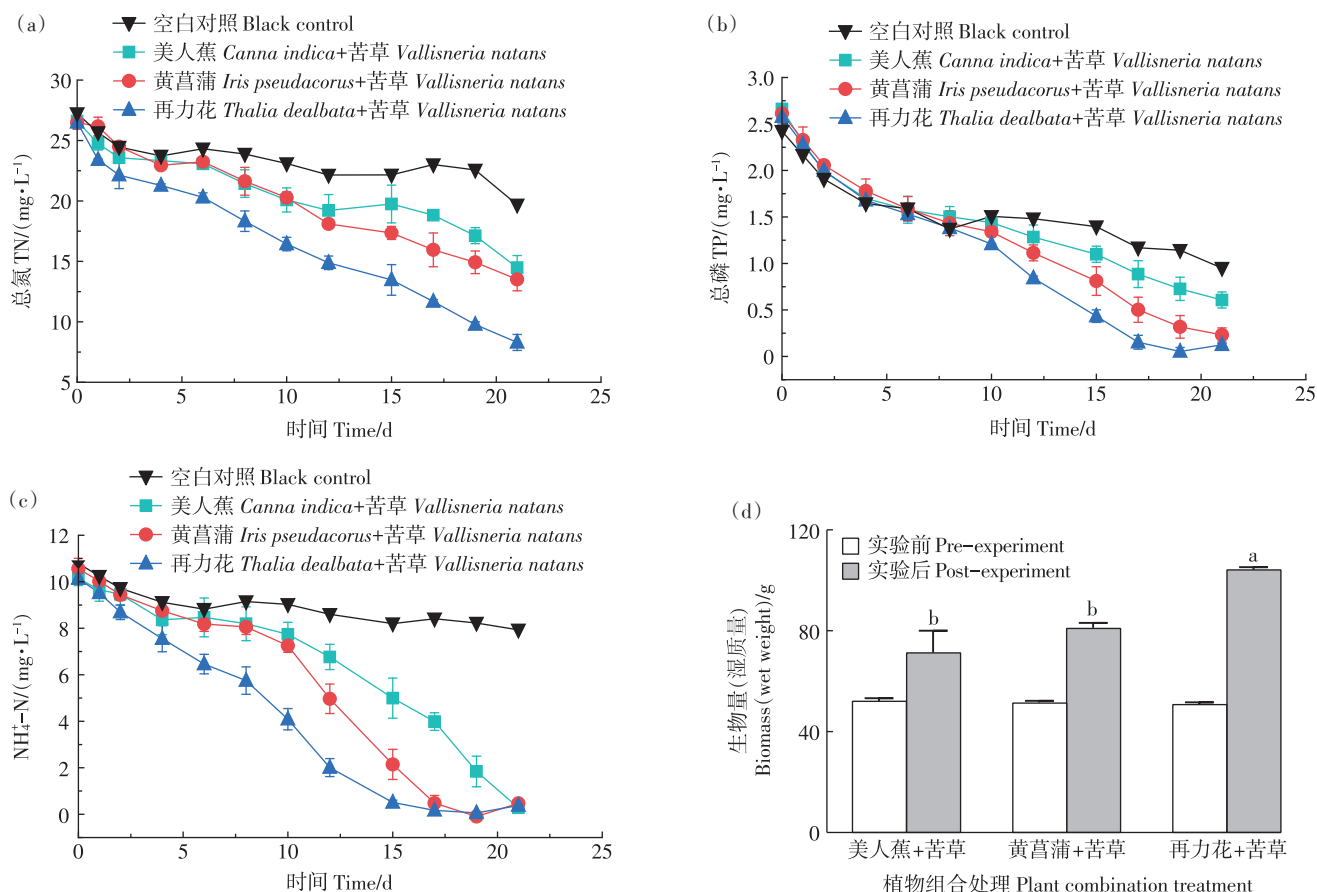 (a)
空白对照 Black control
美人蕉 Canna indica+苦草 Vallisneria natans
黄菖蒲 Iris pseudacorus+苦草 Vallisneria natans
再力花 Thalia dealbata+苦草 Vallisneria natans
总氮 TN/(mg·L⁻¹)
30
25
20
15
10
5
0 5 10 15 20 25
时间 Time/d
(b)
空白对照 Black control
美人蕉 Canna indica+苦草 Vallisneria natans
黄菖蒲 Iris pseudacorus+苦草 Vallisneria natans
再力花 Thalia dealbata+苦草 Vallisneria natans
总磷 TP/(mg·L⁻¹)
3.0
2.5
2.0
1.5
1.0
0.5
0
0 5 10 15 20 25
时间 Time/d
(c)
空白对照 Black control
美人蕉 Canna indica+苦草 Vallisneria natans
黄菖蒲 Iris pseudacorus+苦草 Vallisneria natans
再力花 Thalia dealbata+苦草 Vallisneria natans
NH₄⁺-N/(mg·L⁻¹)
12
10
8
6
4
2
0
0 5 10 15 20 25
时间 Time/d
(d)
实验前 Pre-experiment
实验后 Post-experiment
生物量(湿质量)
Biomass(wet weight)/g
120
80
40
0
b
b
a
美人蕉+苦草 黄菖蒲+苦草 再力花+苦草
植物组合处理 Plant combination treatment